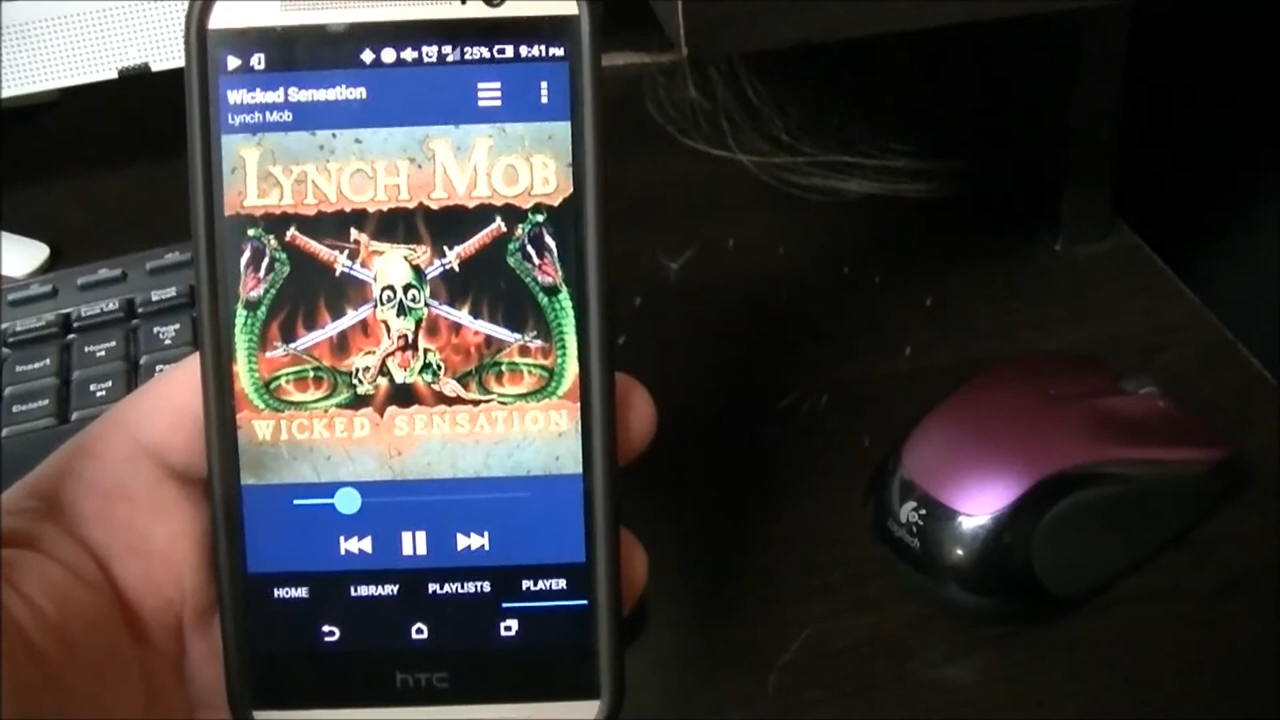 25% 9:41 PM
Wicked Sensation
Lynch Mob
LYNCH MOB
WICKED SENSATION
HOME LIBRARY PLAYLISTS PLAYER
hTC
Insert Home Page Up
Delete End
Logitech